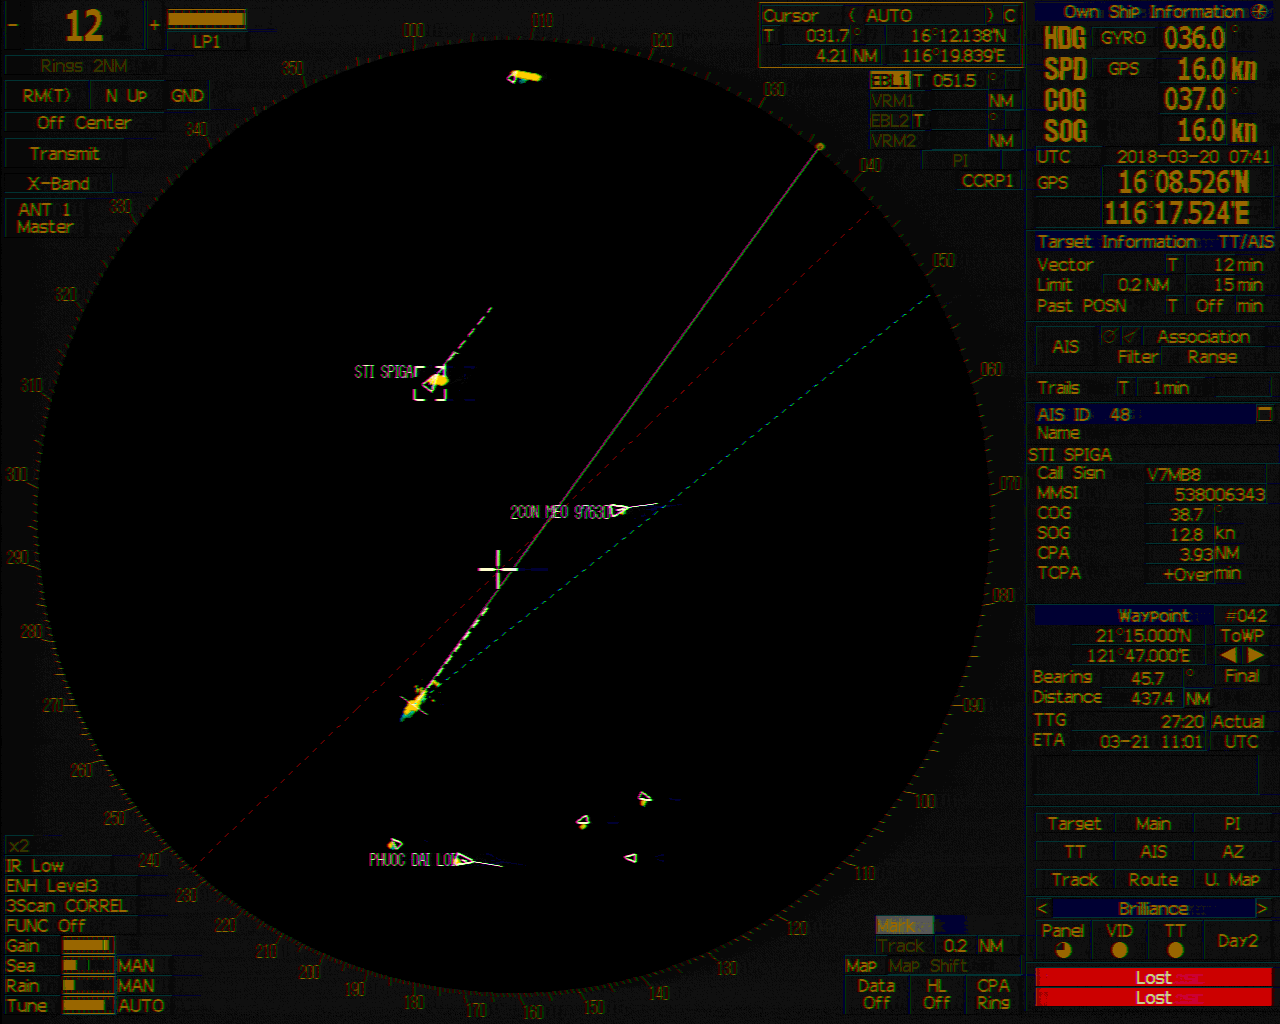 − 12 +
LP1
Rings 2NM
RM(T) N Up GND
Off Center
Transmit
X-Band
ANT 1
Master
000
010
020
030
040
050
060
070
080
090
100
110
120
130
140
150
160
180
190
200
210
220
230
240
250
260
270
280
290
300
310
320
330
340
350
Cursor ( AUTO ) C
T 031.7° 16°12.138'N
4.21 NM 116°19.839'E
EBL1 T 051.5 °
VRM1 NM
EBL2 T °
VRM2 NM
PI
CCRP1
STI SPIGA
PHUOC DAI LOI
x2
IR Low
ENH Level3
3Scan CORREL
FUNC Off
Gain
Sea MAN
Rain MAN
Tune AUTO
Mark
Track 0.2 NM
Map Map Shift
Data Off HL Off CPA Ring
Own Ship Information
HDG GYRO 036.0 °
SPD GPS 16.0 kn
COG 037.0 °
SOG 16.0 kn
UTC 2018-03-20 07:41
GPS 16°08.526'N
116°17.524'E
Target Information TT/AIS
Vector T 12 min
Limit 0.2 NM 15 min
Past POSN T Off min
AIS Association
Filter Range
Trails T 1min
AIS ID 48
Name
STI SPIGA
Call Sign V7MB8
MMSI 538006343
COG 38.7 °
SOG 12.8 kn
CPA 3.93 NM
TCPA +Over min
Waypoint #042
21°15.000'N ToWP
121°47.000'E ◀ ▶
Bearing 45.7 ° Final
Distance 437.4 NM
TTG 27:20 Actual
ETA 03-21 11:01 UTC
Target Main PI
TT AIS AZ
Track Route U. Map
< Brilliance >
Panel VID TT Day2
Lost
Lost